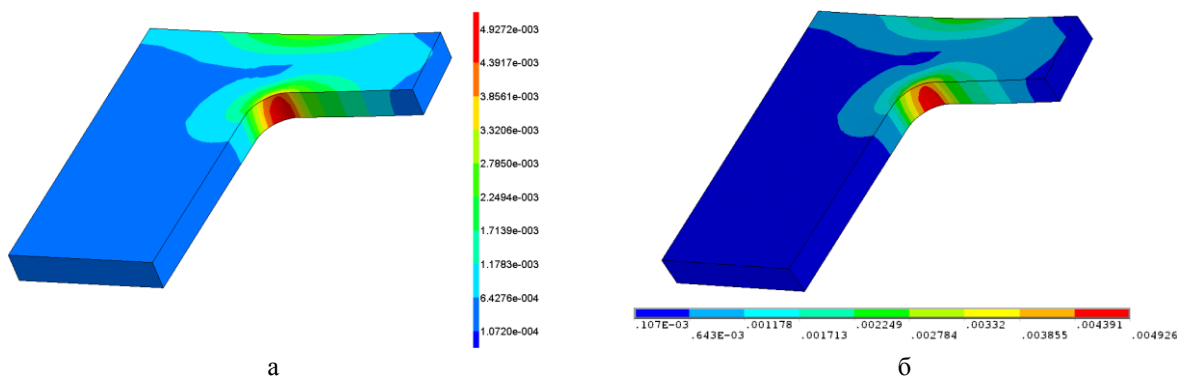 4.9272e-003
4.3917e-003
3.8561e-003
3.3206e-003
2.7850e-003
2.2494e-003
1.7139e-003
1.1783e-003
6.4276e-004
1.0720e-004
.107E-03 .001178 .002249 .00332 .004391
.643E-03 .001713 .002784 .003855 .004926
а
б